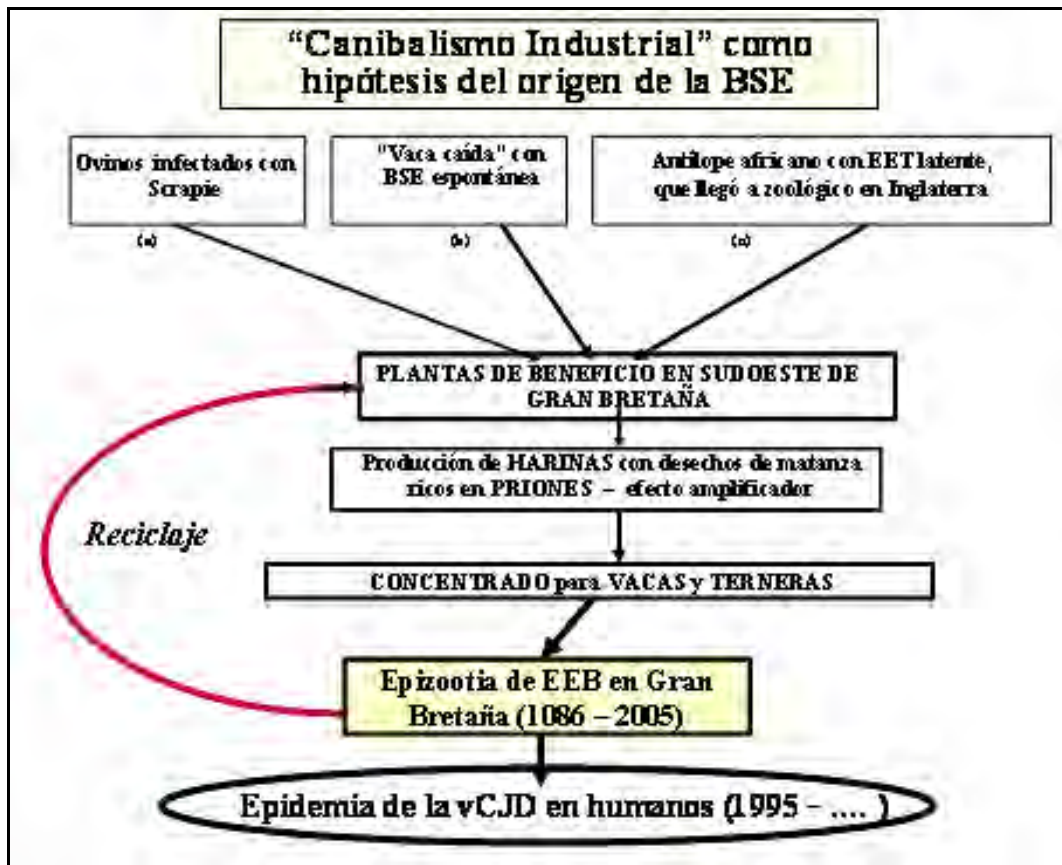 “Canibalismo Industrial” como
hipótesis del origen de la BSE
Ovinos infectados con
Scrapie
"Vaca caída" con
BSE espontánea
Antílope africano con EET latente,
que llegó a zoológico en Inglaterra
(a)
(b)
(c)
PLANTAS DE BENEFICIO EN SUDOESTE DE
GRAN BRETAÑA
Producción de HARINAS con desechos de matanza
ricos en PRIONES – efecto amplificador
Reciclaje
CONCENTRADO para VACAS y TERNERAS
Epizootia de EEB en Gran
Bretaña (1086 – 2005)
Epidemia de la vCJD en humanos (1995 – .... )